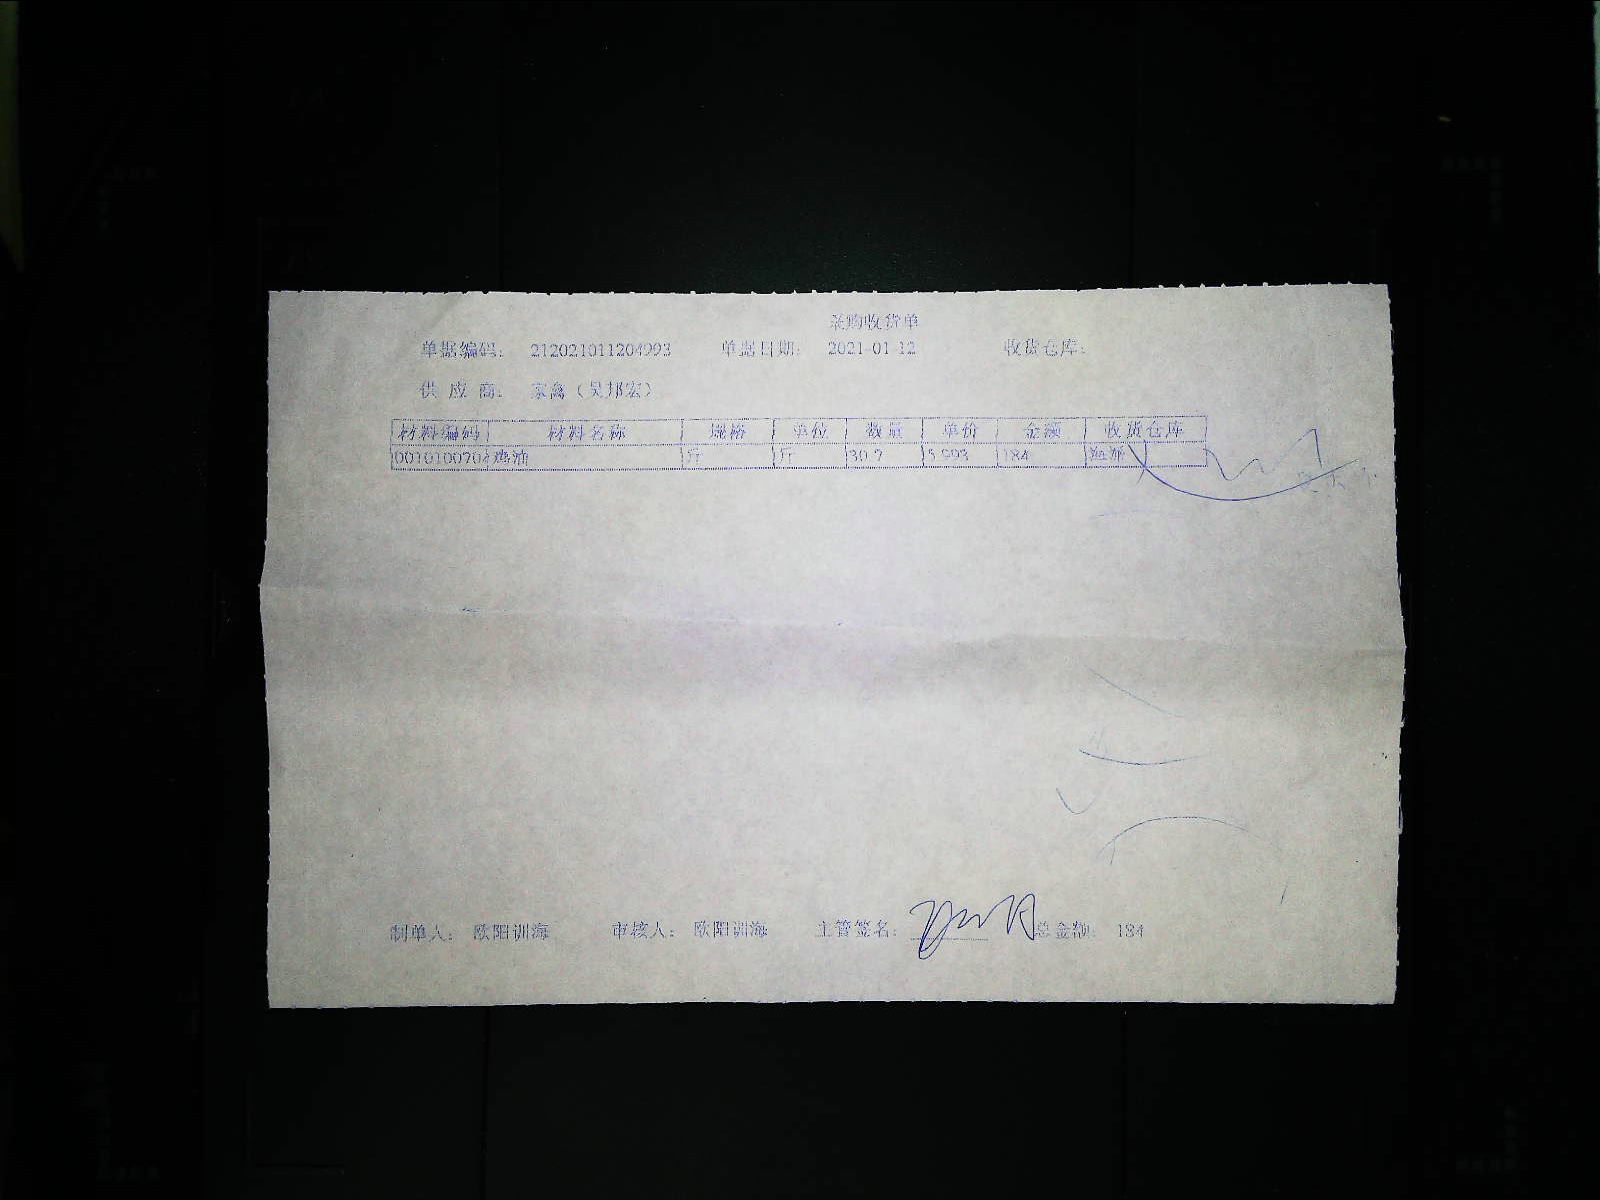 采购收货单
单据编码: 212021011204993 单据日期: 2021-01-12 收货仓库:
供应商: 家禽（吴邦宏）
材料编码 材料名称 规格 单位 数量 单价 金额 收货仓库
鸡油 斤 斤 30.7 5.993 184
制单人: 欧阳训海 审核人: 欧阳训海 主管签名: 总金额: 184